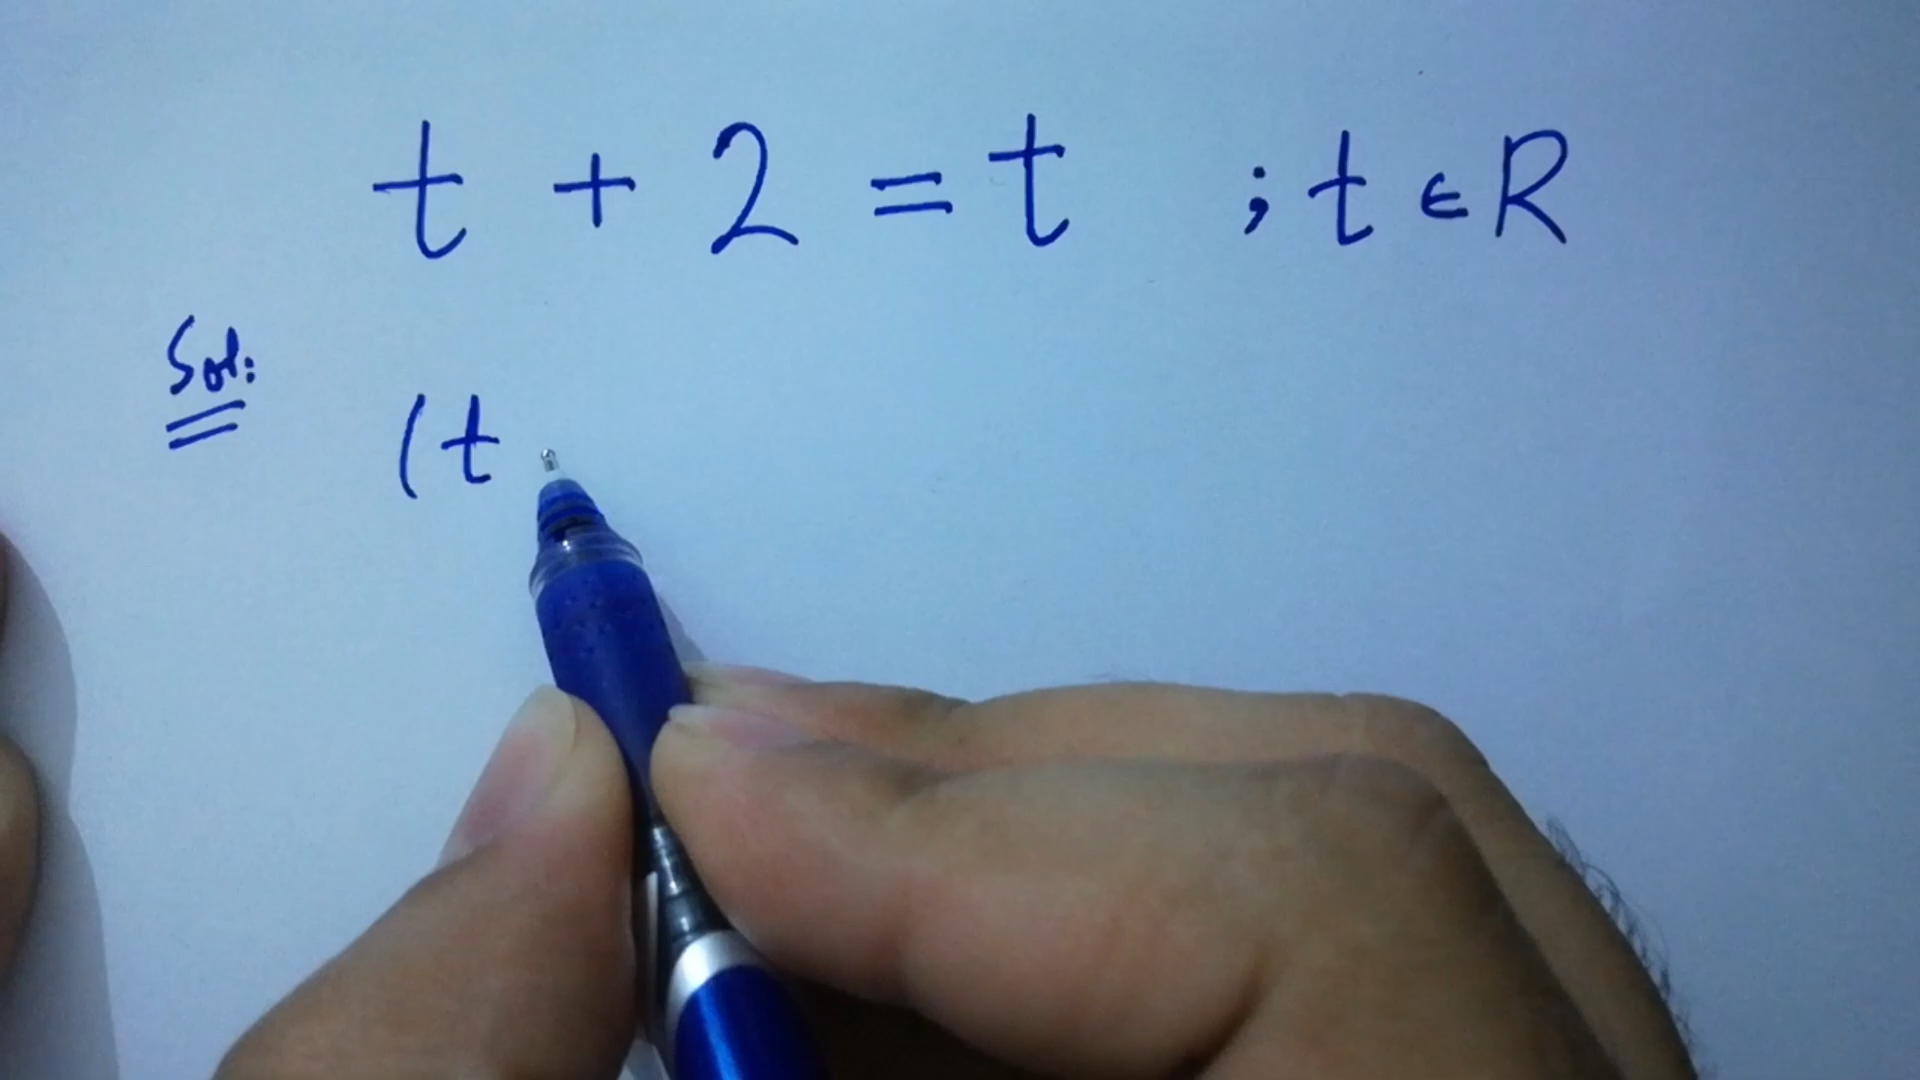 t + 2 = t ; t ∈ R
Sol:
(t